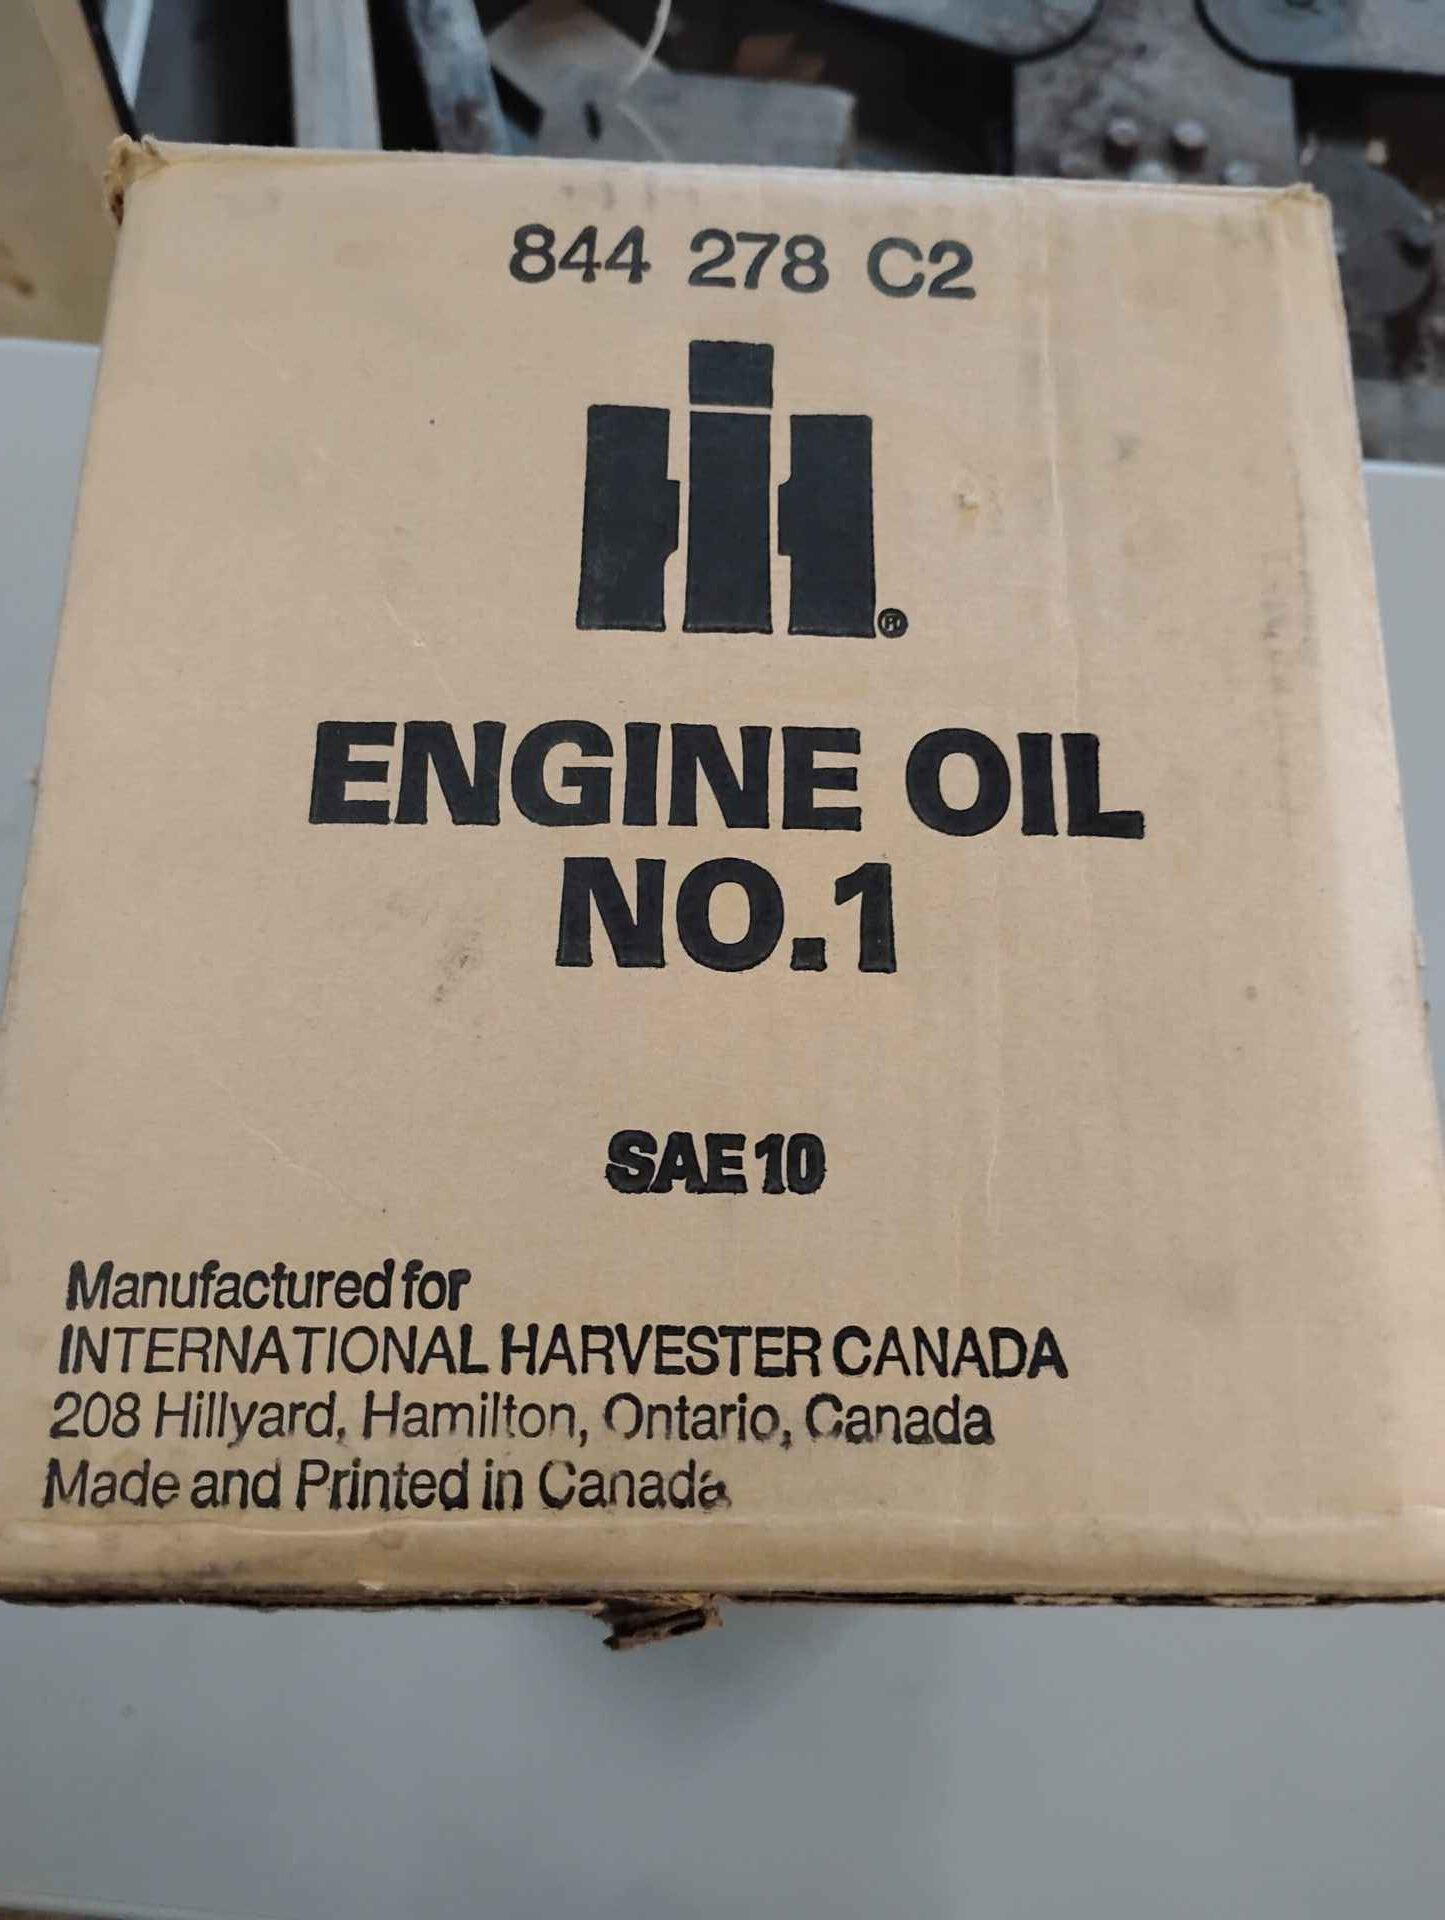 844 278 C2
IH®
ENGINE OIL
NO.1
SAE 10
Manufactured for
INTERNATIONAL HARVESTER CANADA
208 Hillyard, Hamilton, Ontario, Canada
Made and Printed in Canada